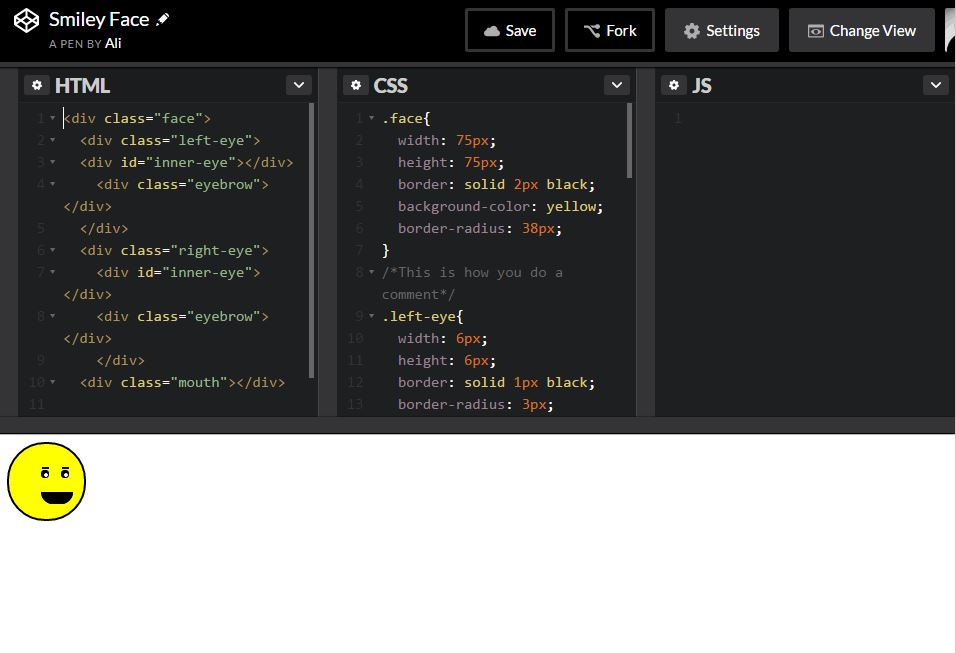 Smiley Face
A PEN BY Ali
Save
Fork
Settings
Change View
HTML
1 <div class="face">
2 <div class="left-eye">
3 <div id="inner-eye"></div>
4 <div class="eyebrow">
</div>
5 </div>
6 <div class="right-eye">
7 <div id="inner-eye">
</div>
8 <div class="eyebrow">
</div>
9 </div>
10 <div class="mouth"></div>
11
CSS
1 .face{
2 width: 75px;
3 height: 75px;
4 border: solid 2px black;
5 background-color: yellow;
6 border-radius: 38px;
7 }
8 /*This is how you do a
comment*/
9 .left-eye{
10 width: 6px;
11 height: 6px;
12 border: solid 1px black;
13 border-radius: 3px;
JS
1